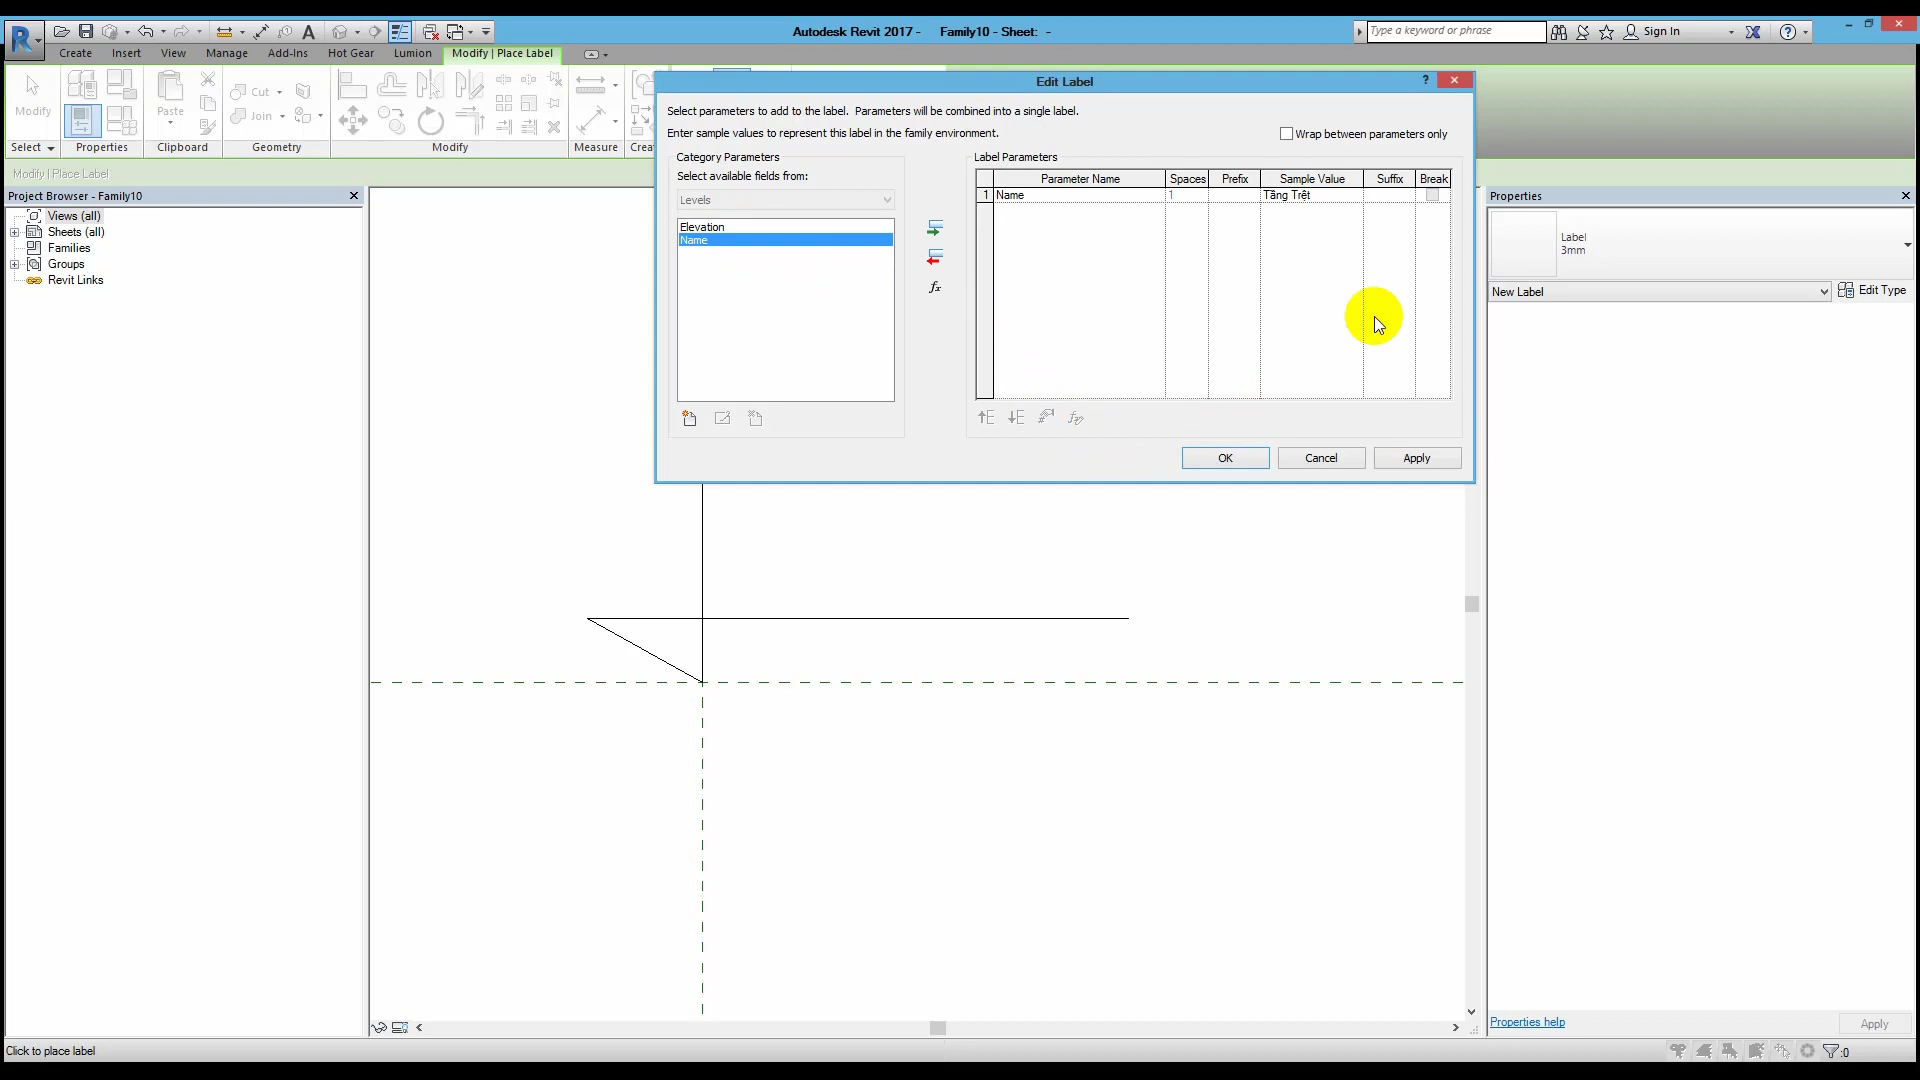 Autodesk Revit 2017 - Family10 - Sheet: -
Type a keyword or phrase
Sign In
Create Insert View Manage Add-Ins Hot Gear Lumion Modify | Place Label
Modify
Paste
Cut
Join
Select Properties Clipboard Geometry Modify Measure Crea
Modify | Place Label
Project Browser - Family10
Views (all)
Sheets (all)
Families
Groups
Revit Links
Edit Label
Select parameters to add to the label. Parameters will be combined into a single label.
Enter sample values to represent this label in the family environment.
Wrap between parameters only
Category Parameters
Select available fields from:
Levels
Elevation
Name
Label Parameters
Parameter Name Spaces Prefix Sample Value Suffix Break
1 Name 1 Tầng Trệt
OK Cancel Apply
Properties
Label
3mm
New Label
Edit Type
Properties help
Apply
Click to place label
:0